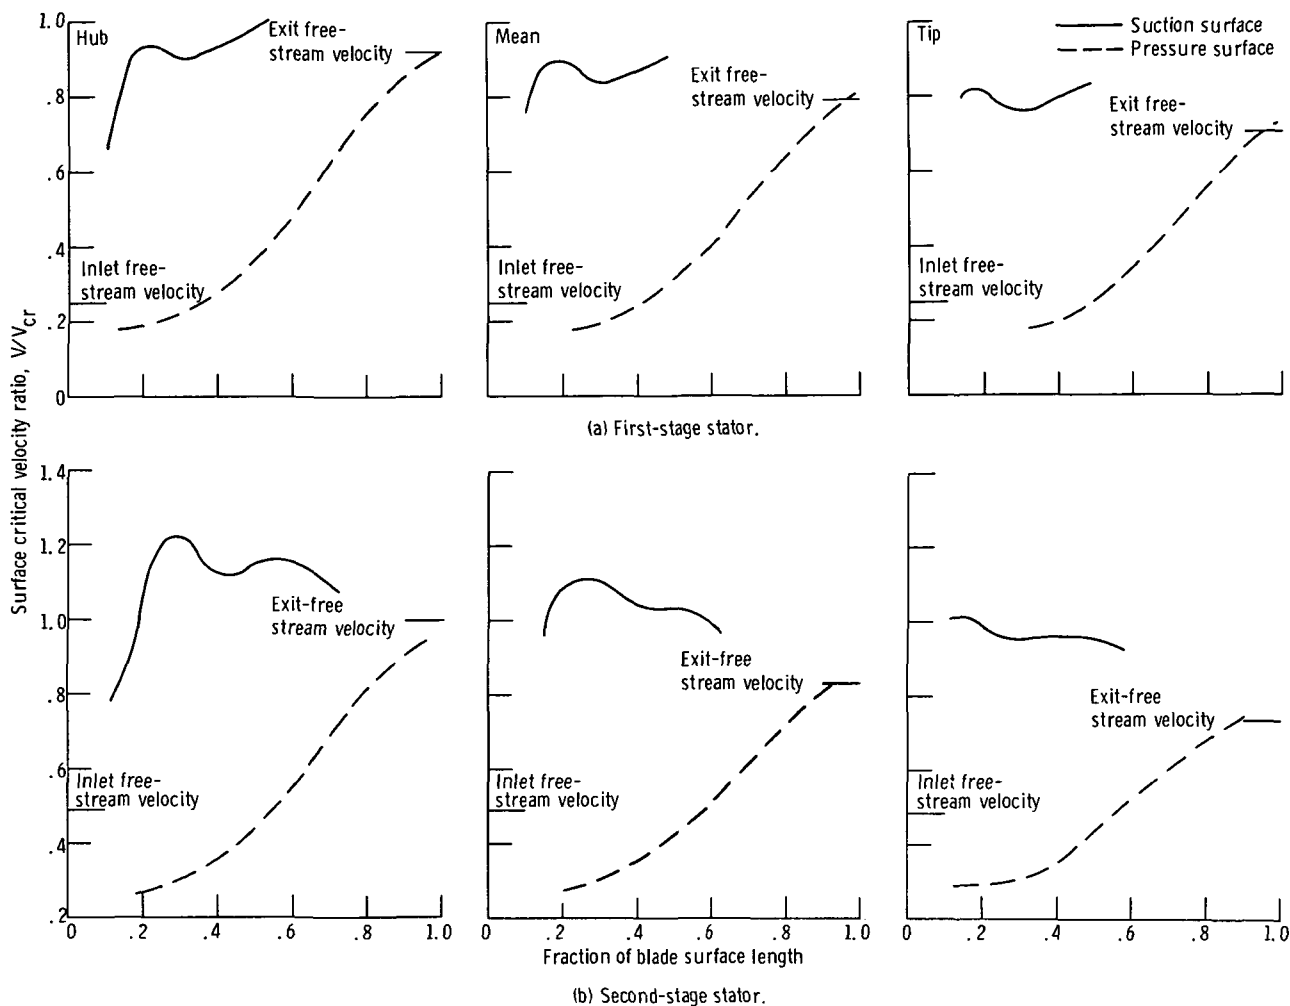 Hub
Exit free-
stream velocity
Inlet free-
stream velocity
1.0
.8
.6
.4
.2
0
Mean
Exit free-
stream velocity
Inlet free-
stream velocity
Tip
Suction surface
Pressure surface
Exit free-
stream velocity
Inlet free-
stream velocity
(a) First-stage stator.
Surface critical velocity ratio, V/Vcr
1.4
1.2
1.0
.8
.6
.4
.2
Exit-free
stream velocity
Inlet free-
stream velocity
0 .2 .4 .6 .8 1.0
Exit-free
stream velocity
Inlet free-
stream velocity
0 .2 .4 .6 .8 1.0
Exit-free
stream velocity
Inlet free-
stream velocity
0 .2 .4 .6 .8 1.0
Fraction of blade surface length
(b) Second-stage stator.